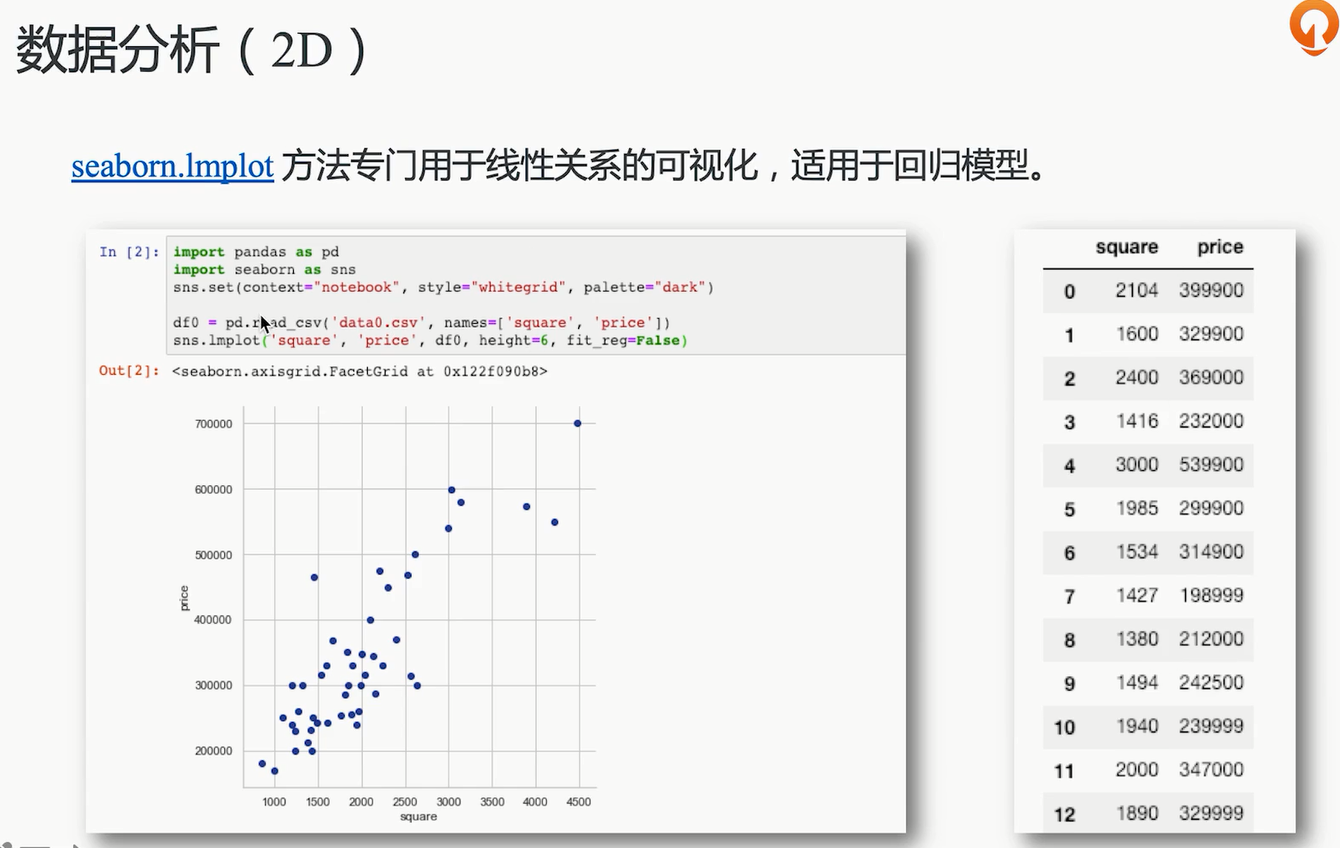 数据分析（2D）
seaborn.lmplot 方法专门用于线性关系的可视化，适用于回归模型。
In [2]:
import pandas as pd
import seaborn as sns
sns.set(context="notebook", style="whitegrid", palette="dark")
df0 = pd.read_csv('data0.csv', names=['square', 'price'])
sns.lmplot('square', 'price', df0, height=6, fit_reg=False)
Out[2]: <seaborn.axisgrid.FacetGrid at 0x122f090b8>
700000
600000
500000
400000
300000
200000
price
1000 1500 2000 2500 3000 3500 4000 4500
square
square price
0 2104 399900
1 1600 329900
2 2400 369000
3 1416 232000
4 3000 539900
5 1985 299900
6 1534 314900
7 1427 198999
8 1380 212000
9 1494 242500
10 1940 239999
11 2000 347000
12 1890 329999